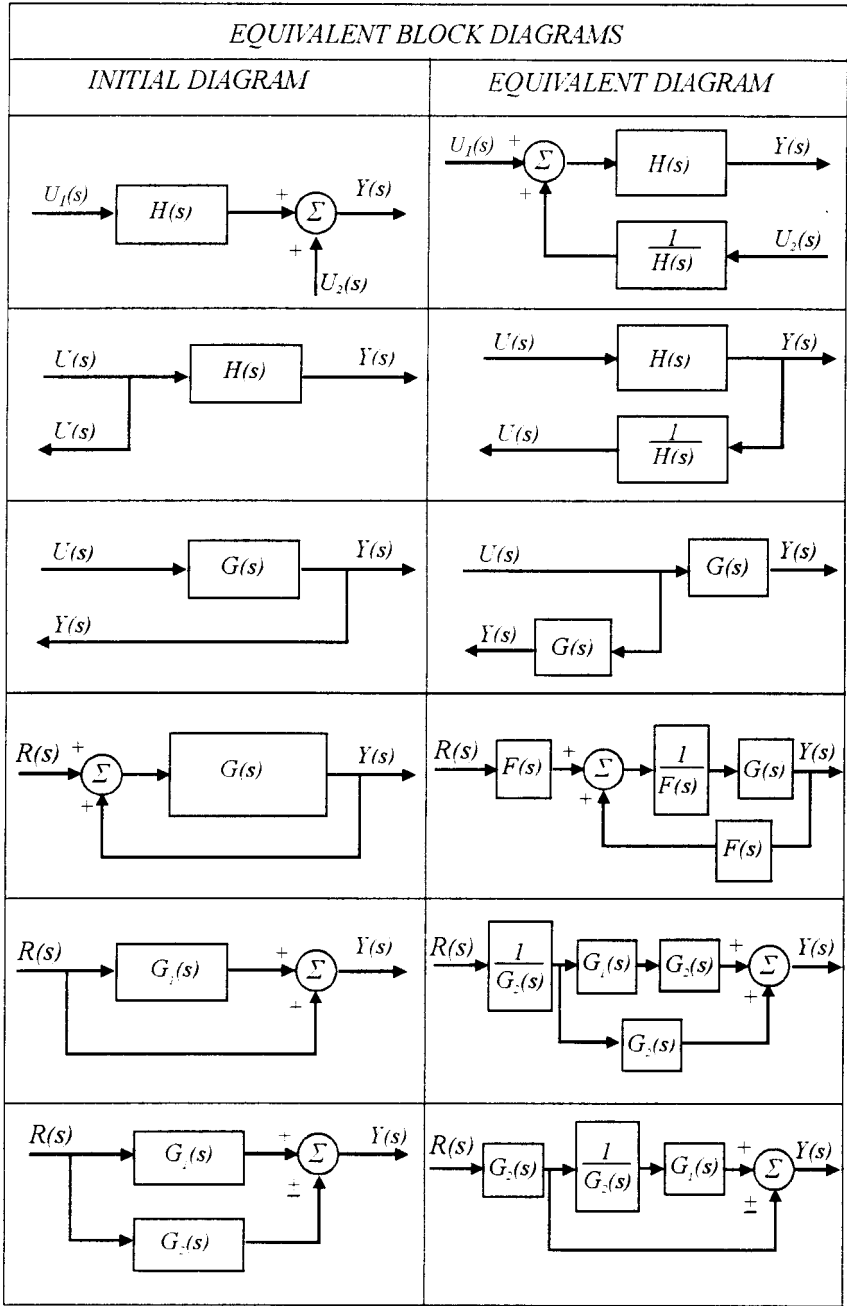 EQUIVALENT BLOCK DIAGRAMS
INITIAL DIAGRAM
EQUIVALENT DIAGRAM
U₁(s) H(s) + Σ Y(s)
+
U₂(s)
U₁(s) + Σ H(s) Y(s)
+
1/H(s) U₂(s)
U(s) H(s) Y(s)
U(s)
U(s) H(s) Y(s)
U(s) 1/H(s)
U(s) G(s) Y(s)
Y(s)
U(s) G(s) Y(s)
Y(s) G(s)
R(s) + Σ G(s) Y(s)
+
R(s) F(s) + Σ 1/F(s) G(s) Y(s)
+
F(s)
R(s) G₁(s) + Σ Y(s)
+
R(s) 1/G₂(s) G₁(s) G₂(s) + Σ Y(s)
+
G₂(s)
R(s) G₁(s) + Σ Y(s)
±
G₂(s)
R(s) G₂(s) 1/G₂(s) G₁(s) + Σ Y(s)
±